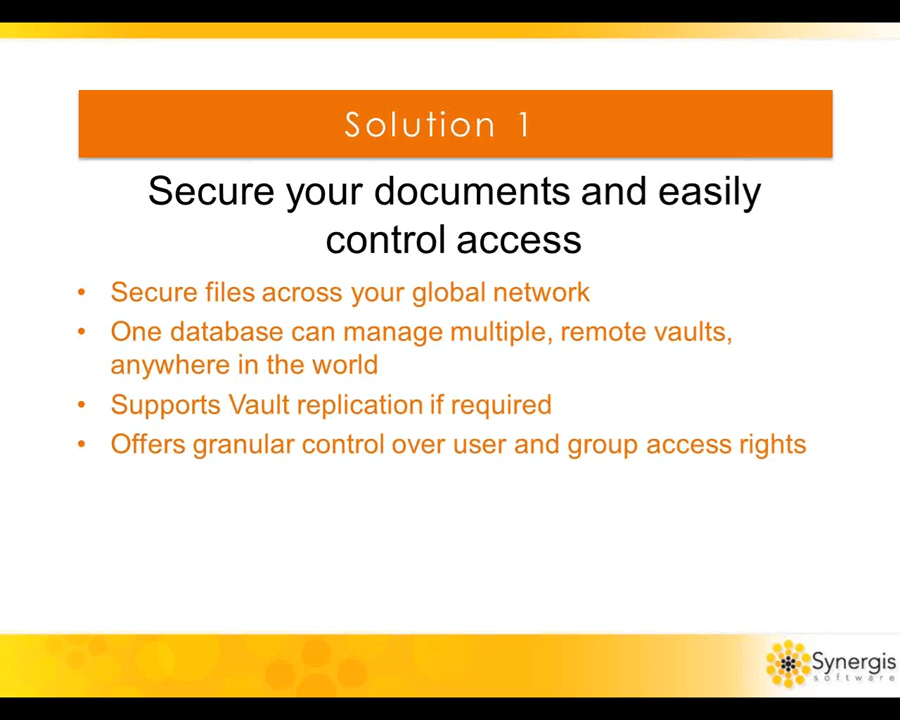 Solution 1
Secure your documents and easily
control access
• Secure files across your global network
• One database can manage multiple, remote vaults,
anywhere in the world
• Supports Vault replication if required
• Offers granular control over user and group access rights
Synergis
software